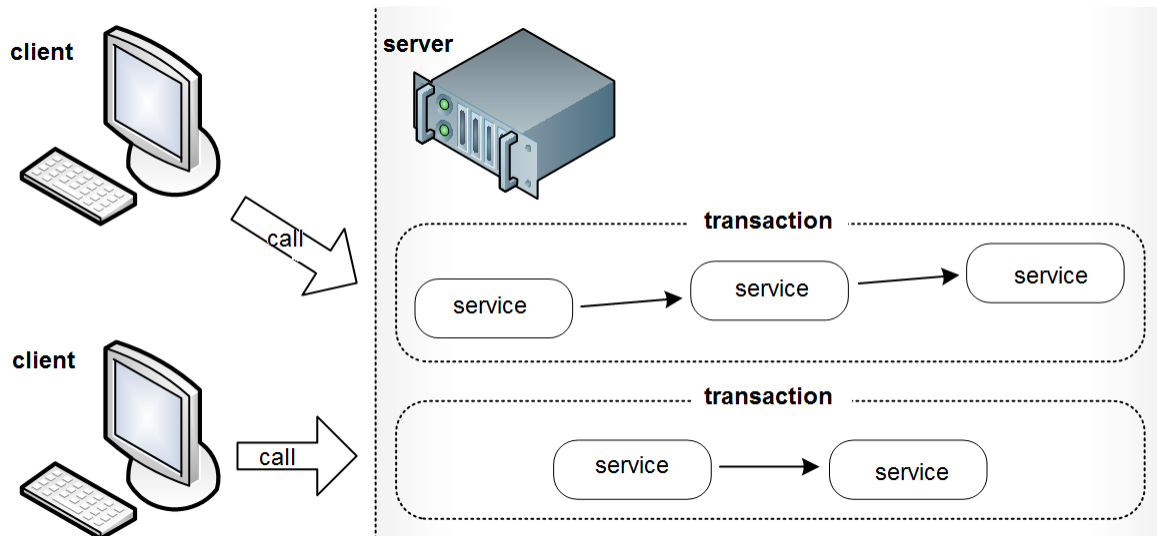 client
server
call
transaction
service
service
service
client
call
transaction
service
service